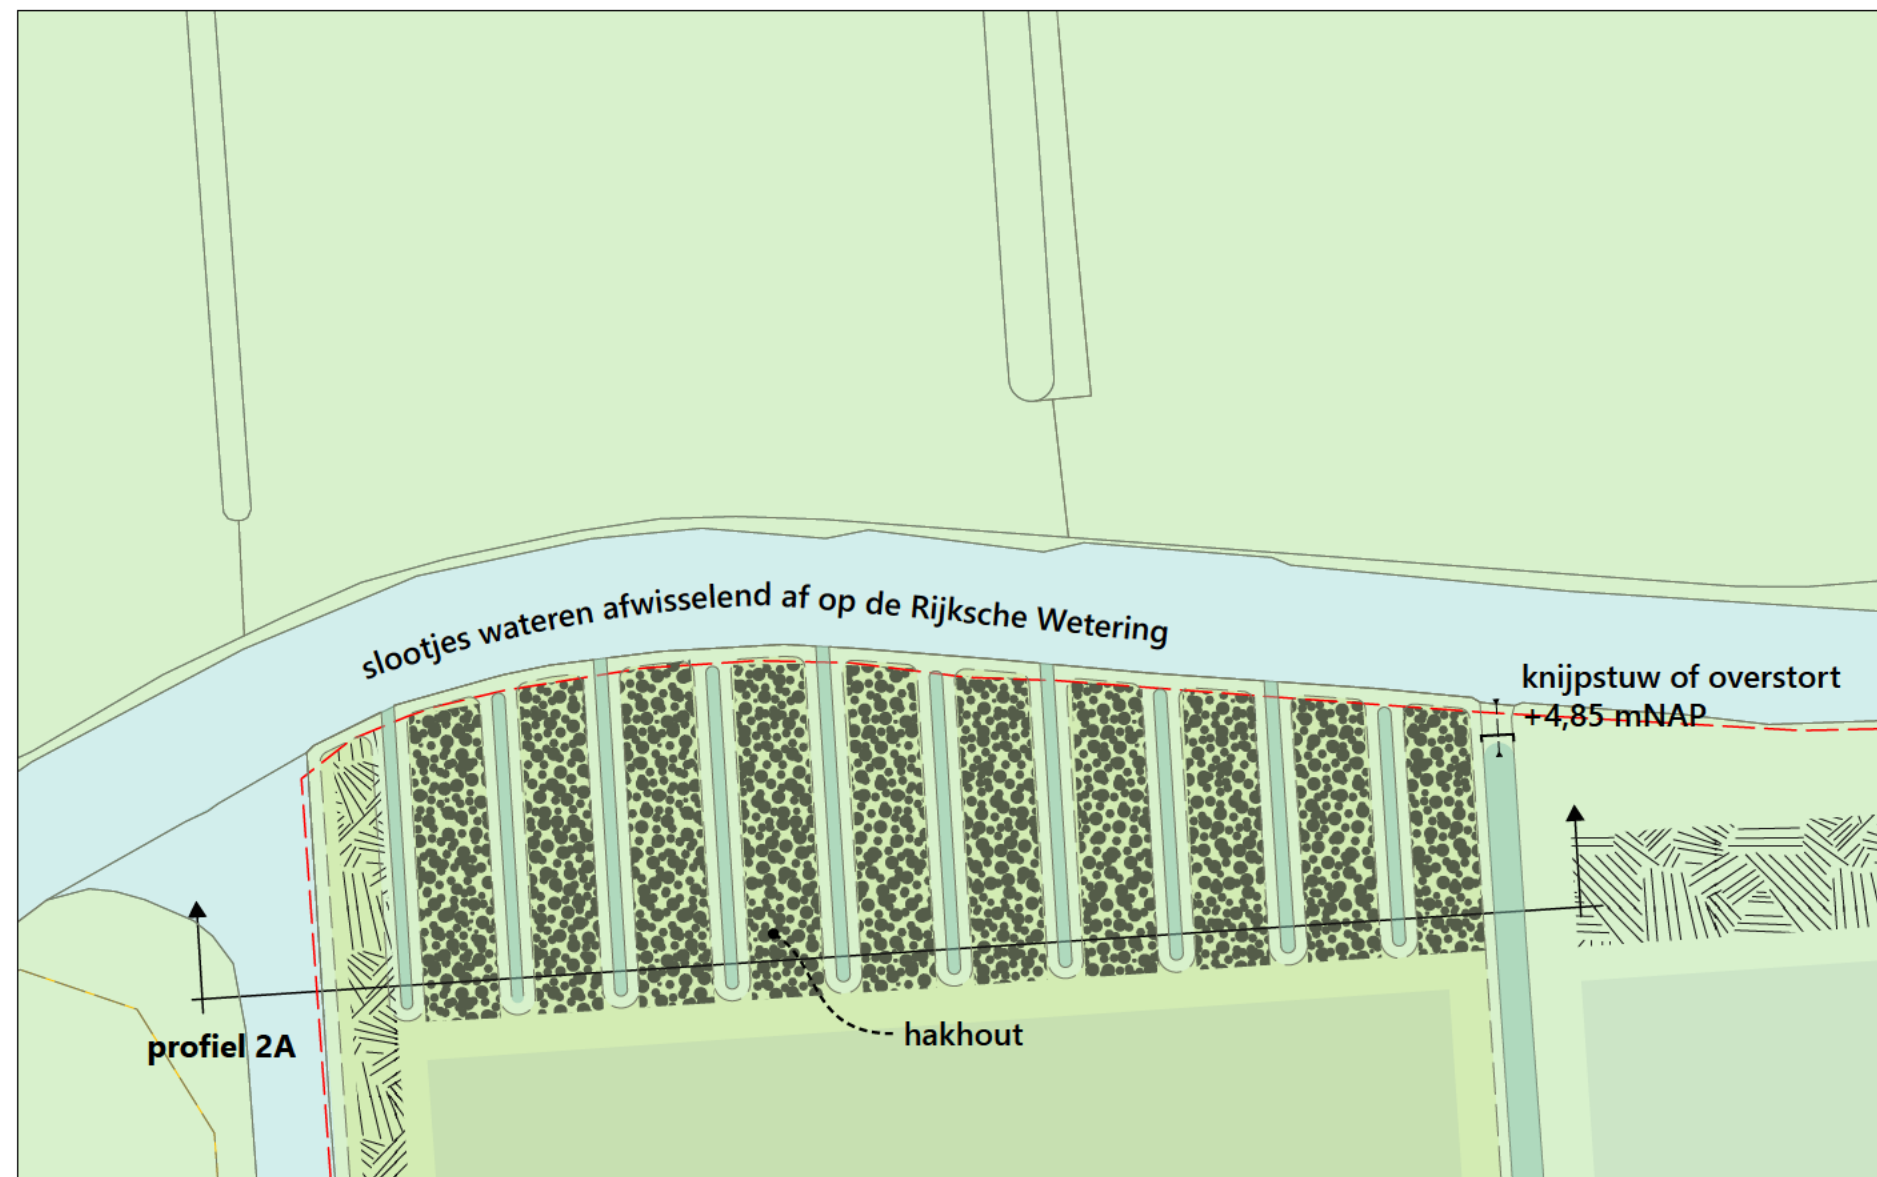 slootjes wateren afwisselend af op de Rijksche Wetering
knijpstuw of overstort
+4,85 mNAP
hakhout
profiel 2A